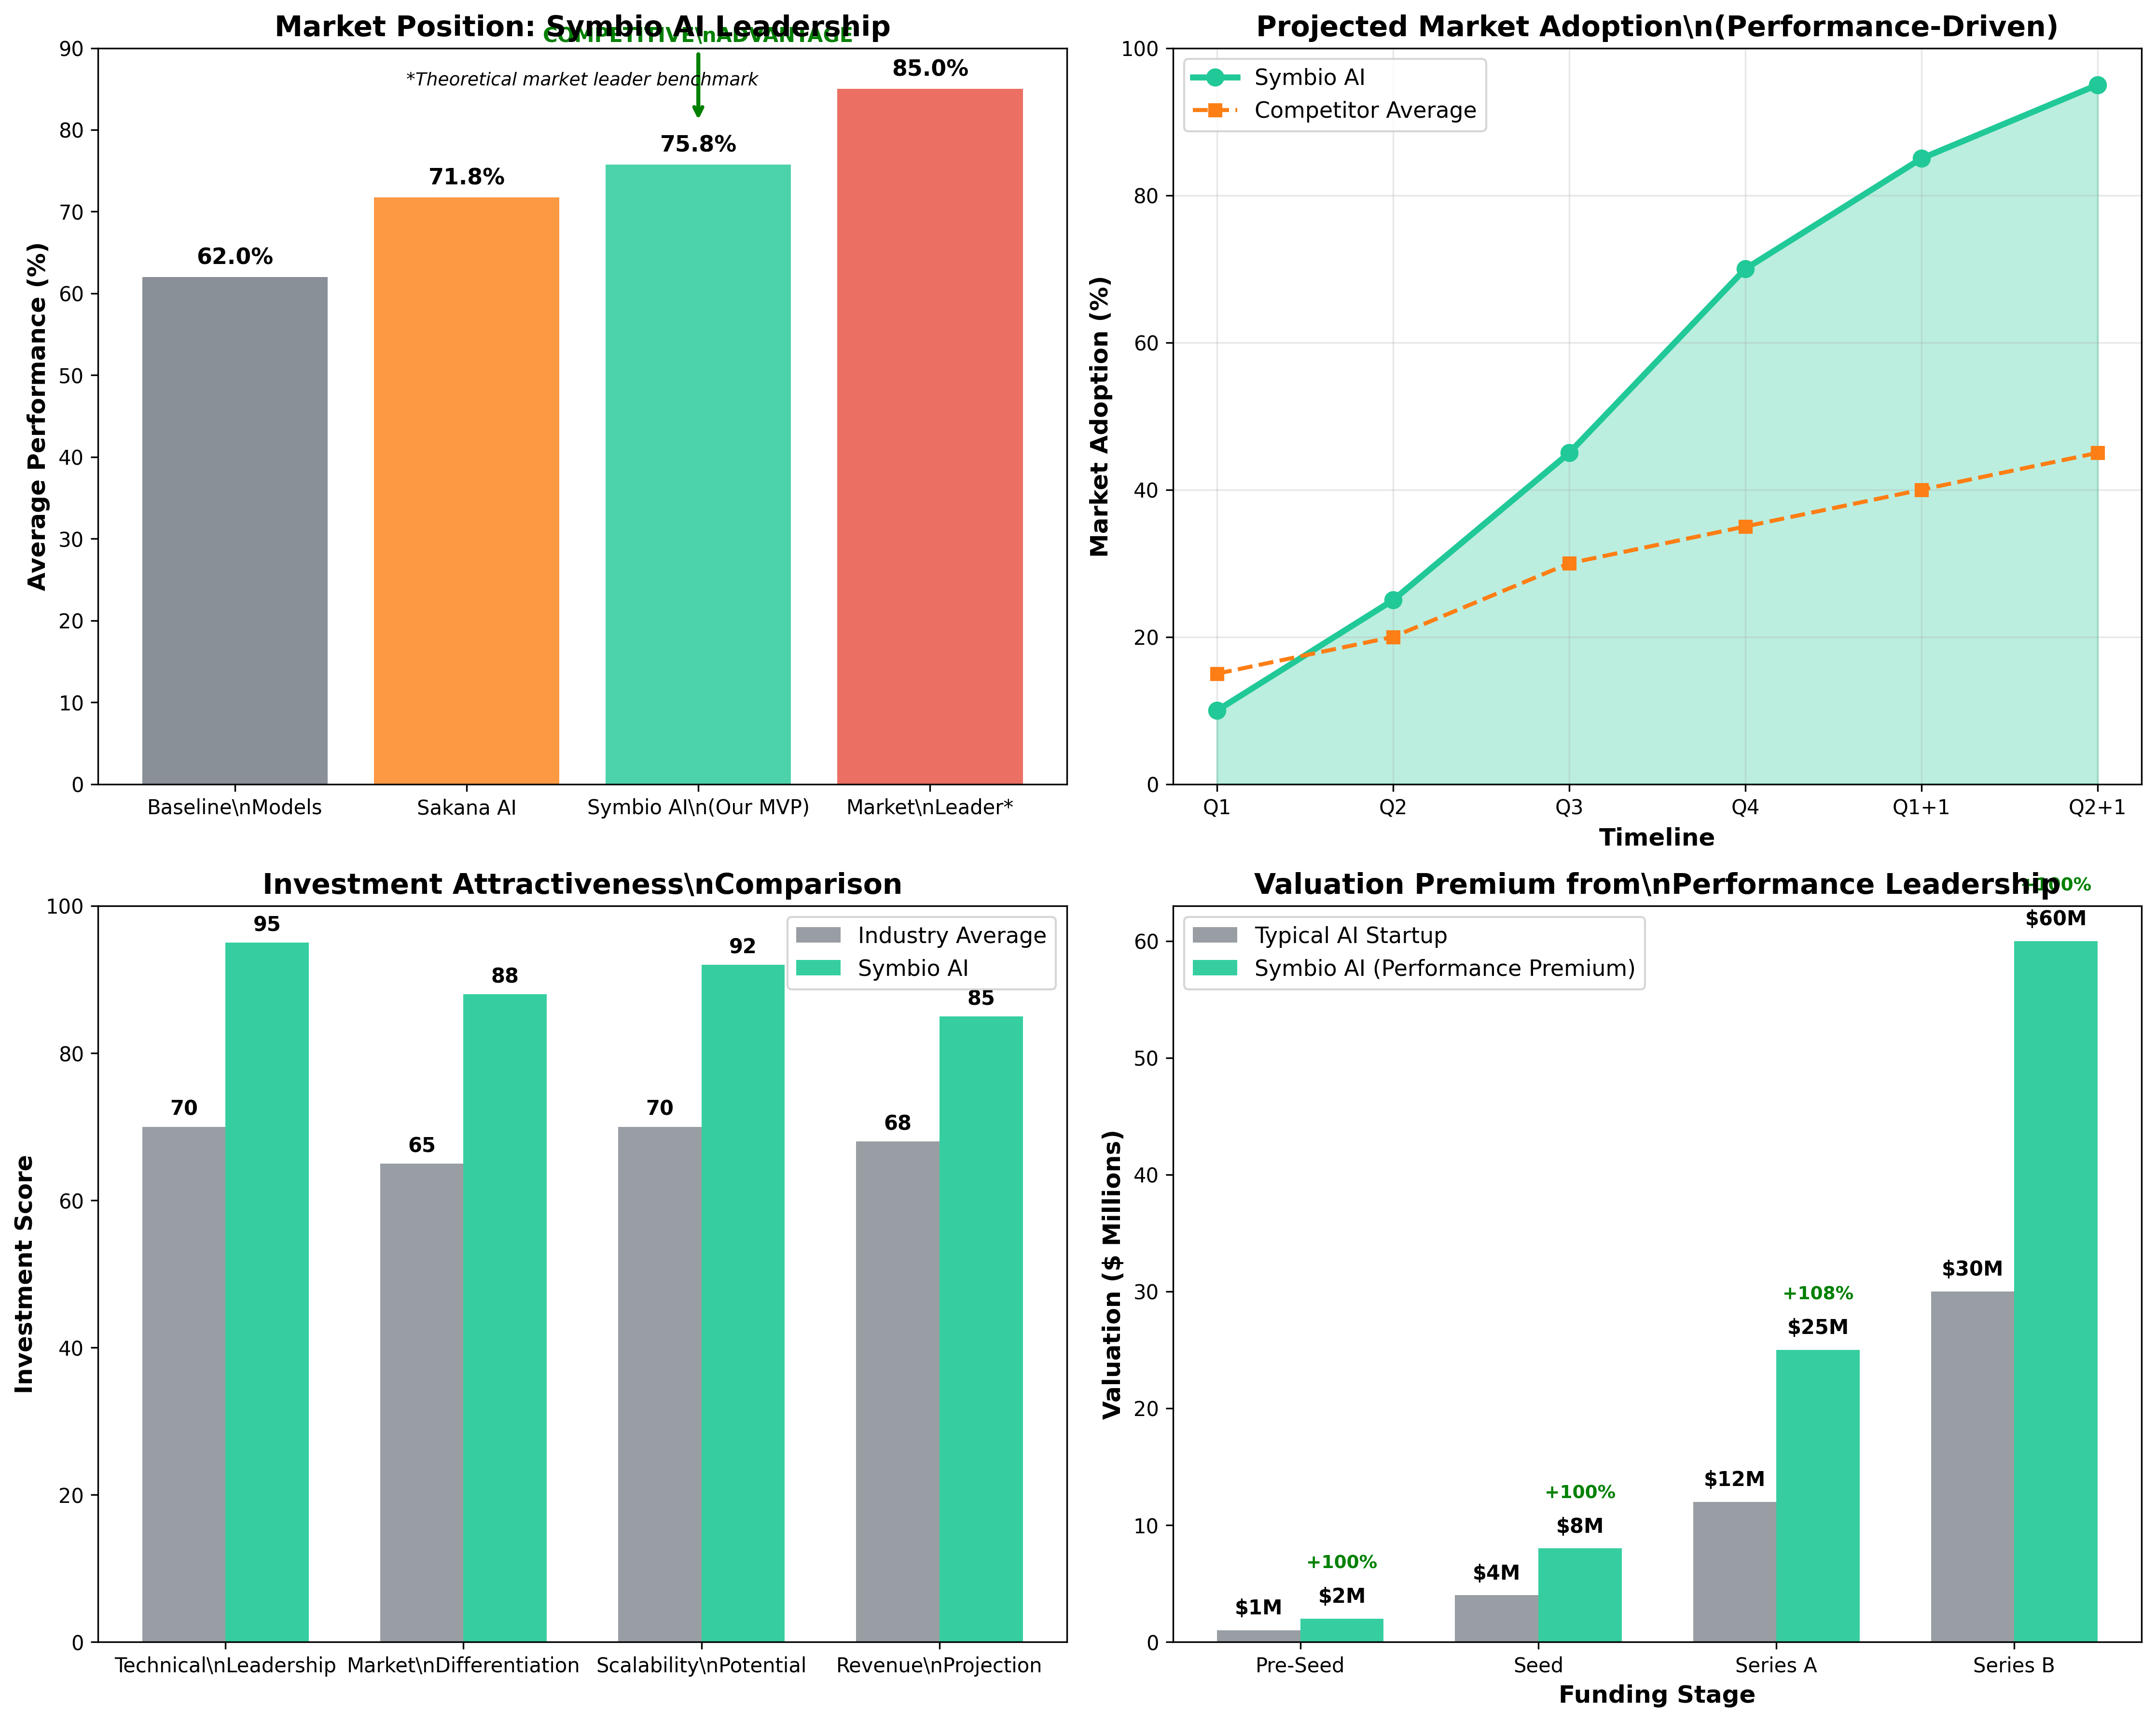 Market Position: Symbio AI Leadership
COMPETITIVE\nADVANTAGE
*Theoretical market leader benchmark
Average Performance (%)
90
80
70
60
50
40
30
20
10
0
62.0%
71.8%
75.8%
85.0%
Baseline\nModels
Sakana AI
Symbio AI\n(Our MVP)
Market\nLeader*
Projected Market Adoption\n(Performance-Driven)
Symbio AI
Competitor Average
Market Adoption (%)
100
80
60
40
20
0
Q1
Q2
Q3
Q4
Q1+1
Q2+1
Timeline
Investment Attractiveness\nComparison
Industry Average
Symbio AI
Investment Score
100
80
60
40
20
0
70
95
65
88
70
92
68
85
Technical\nLeadership
Market\nDifferentiation
Scalability\nPotential
Revenue\nProjection
Valuation Premium from\nPerformance Leadership
+100%
Typical AI Startup
Symbio AI (Performance Premium)
Valuation ($ Millions)
60
50
40
30
20
10
0
$1M
+100%
$2M
$4M
+100%
$8M
$12M
+108%
$25M
$30M
$60M
Pre-Seed
Seed
Series A
Series B
Funding Stage